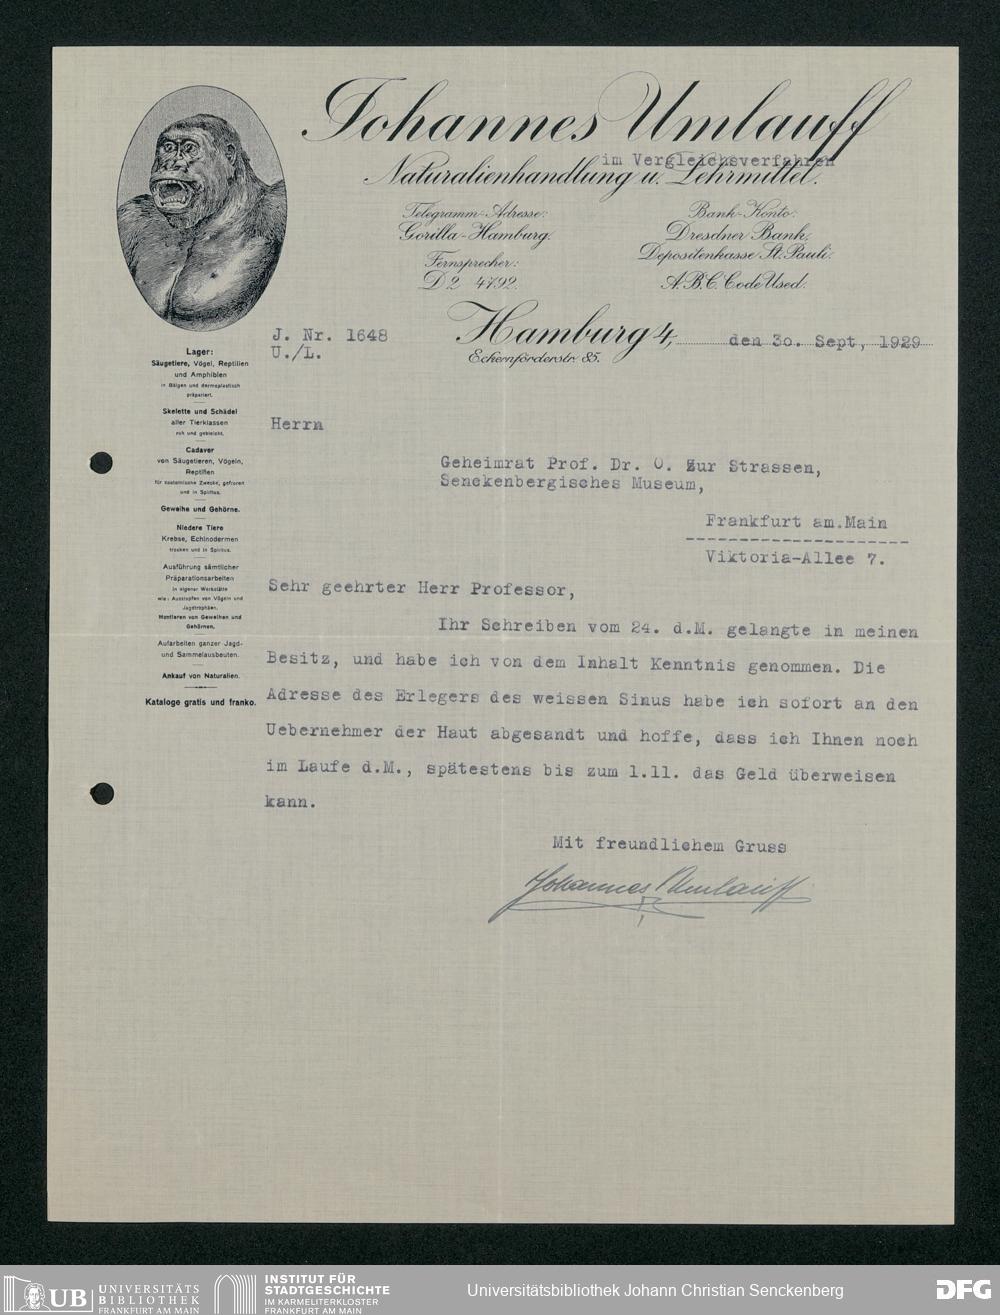 Johannes Umlauff
im Vergleichsverfahren
Naturalienhandlung u. Lehrmittel.
Telegramm-Adresse:
Gorilla-Hamburg.
Fernsprecher:
D 2 4792.
Bank-Konto:
Dresdner Bank,
Depositenkasse St. Pauli.
A.B.C. Code Used.
J. Nr. 1648
U./L.
Hamburg 4, den 3o. Sept, 1929
Eckernförderstr. 85.
Lager:
Säugetiere, Vögel, Reptilien
und Amphibien
in Bälgen und dermoplastisch
präpariert.
Skelette und Schädel
aller Tierklassen
roh und gebleicht.
Cadaver
von Säugetieren, Vögeln,
Reptilien
für anatomische Zwecke, gefroren
und in Spiritus.
Geweihe und Gehörne.
Niedere Tiere
Krebse, Echinodermen
trocken und in Spiritus.
Ausführung sämtlicher
Präparationsarbeiten
in eigener Werkstätte
wie: Ausstopfen von Vögeln und
Jagdtrophäen.
Montieren von Geweihen und
Gehörnen.
Aufarbeiten ganzer Jagd-
und Sammelausbeuten.
Ankauf von Naturalien.
Kataloge gratis und franko.
Herrn
Geheimrat Prof. Dr. O. zur Strassen,
Senckenbergisches Museum,
Frankfurt am.Main
Viktoria-Allee 7.
Sehr geehrter Herr Professor,
Ihr Schreiben vom 24. d.M. gelangte in meinen
Besitz, und habe ich von dem Inhalt Kenntnis genommen. Die
Adresse des Erlegers des weissen Sinus habe ich sofort an den
Uebernehmer der Haut abgesandt und hoffe, dass ich Ihnen noch
im Laufe d.M., spätestens bis zum 1.11. das Geld überweisen
kann.
Mit freundlichem Gruss
Johannes Umlauff
UB UNIVERSITÄTS
BIBLIOTHEK
FRANKFURT AM MAIN
INSTITUT FÜR
STADTGESCHICHTE
IM KARMELITERKLOSTER
FRANKFURT AM MAIN
Universitätsbibliothek Johann Christian Senckenberg
DFG